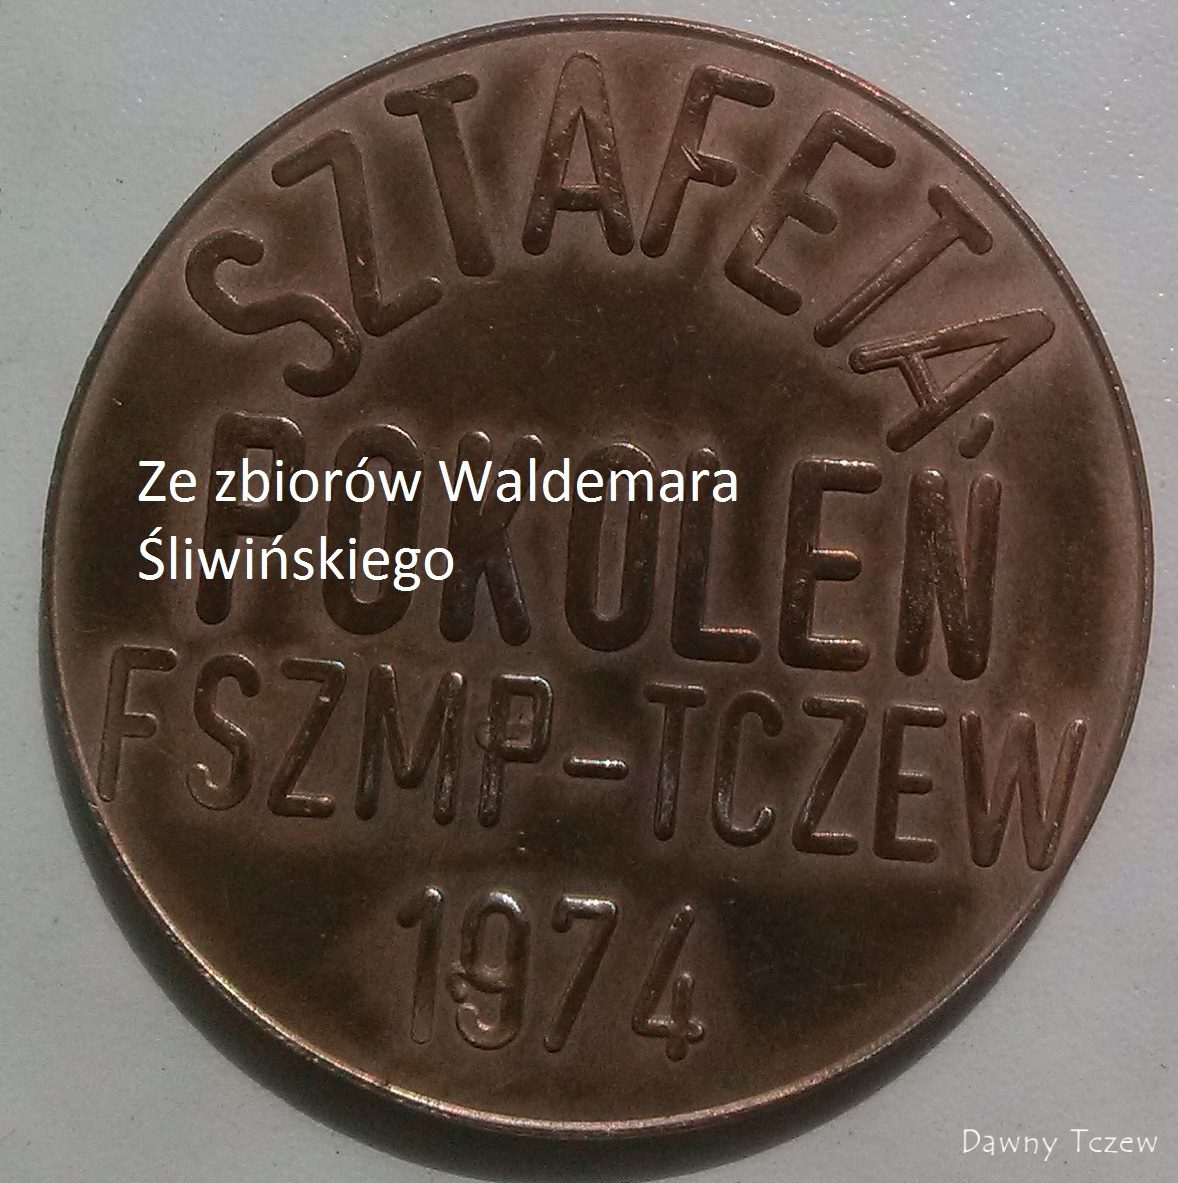 SZTAFETA
POKOLEŃ
Ze zbiorów Waldemara
Śliwińskiego
FSZMP-TCZEW
1974
Dawny Tczew